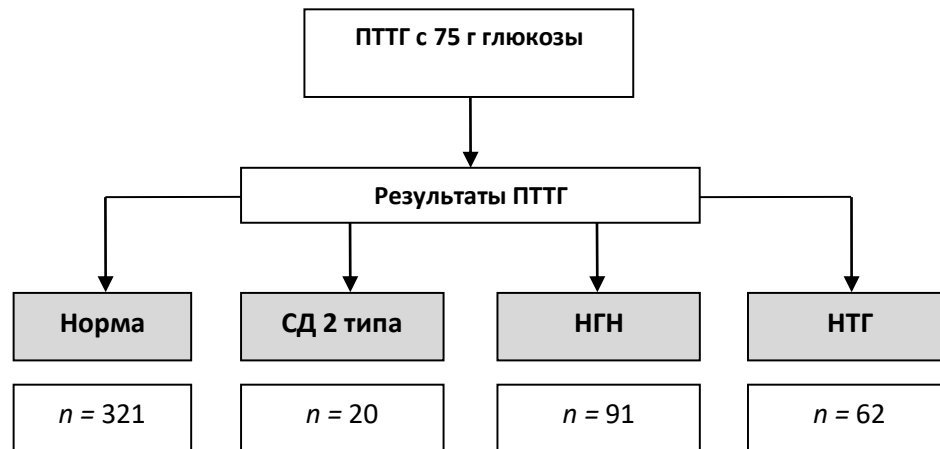 ПТТГ с 75 г глюкозы
Результаты ПТТГ
Норма
СД 2 типа
НГН
НТГ
n = 321
n = 20
n = 91
n = 62